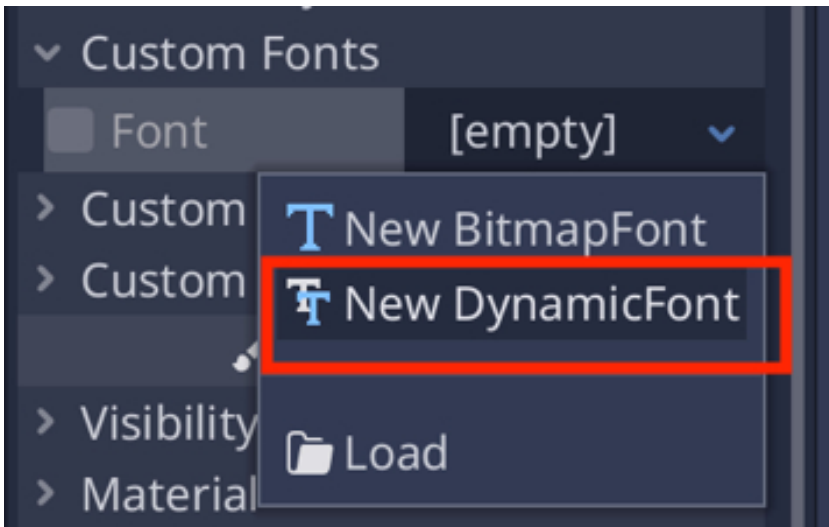 Custom Fonts
Font [empty]
Custom
New BitmapFont
Custom
New DynamicFont
Visibility
Load
Material